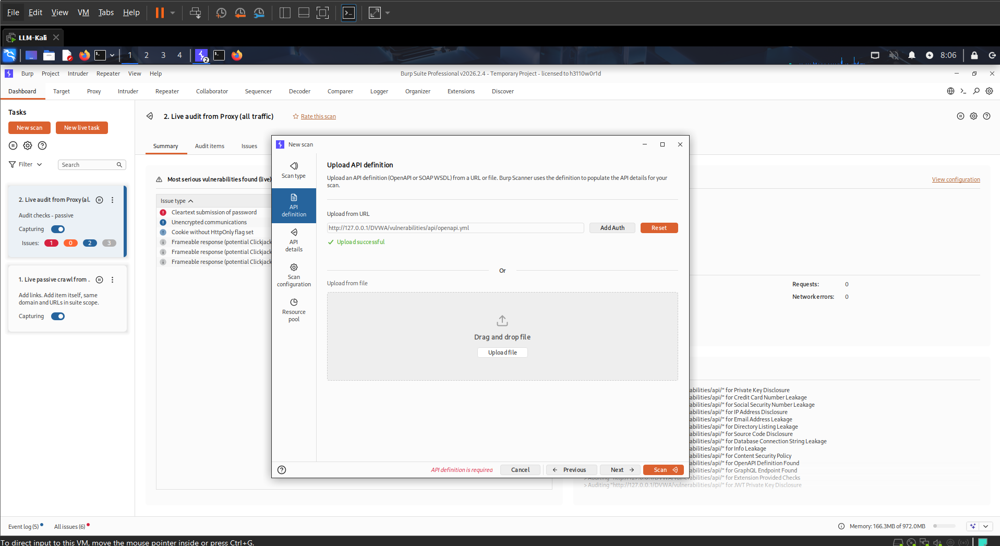 File Edit View VM Tabs Help
LLM-Kali
1 2 3 4 2 8:06
Burp Project Intruder Repeater View Help
Burp Suite Professional v2026.2.4 - Temporary Project - licensed to h3110w0r1d
Dashboard Target Proxy Intruder Repeater Collaborator Sequencer Decoder Comparer Logger Organizer Extensions Discover
Tasks
New scan New live task
Filter Search
2. Live audit from Proxy (al.
Audit checks - passive
Capturing
Issues: 1 0 2 3
1. Live passive crawl from .
Add links. Add item itself, same
domain and URLs in suite scope.
Capturing
2. Live audit from Proxy (all traffic) Rate this scan
Summary Audit items Issues
Most serious vulnerabilities found (live)
View configuration
Issue type
Cleartext submission of password
Unencrypted communications
Cookie without HttpOnly flag set
Frameable response (potential Clickjack
Frameable response (potential Clickjack
Frameable response (potential Clickjack
Requests: 0
Network errors: 0
New scan
Scan type
API
definition
API
details
Scan
configuration
Resource
pool
Upload API definition
Upload an API definition (OpenAPI or SOAP WSDL) from a URL or file. Burp Scanner uses the definition to populate the API details for your
scan.
Upload from URL
http://127.0.0.1/DVWA/vulnerabilities/api/openapi.yml Add Auth Reset
Upload successful
Or
Upload from file
Drag and drop file
Upload file
API definition is required Cancel Previous Next Scan
abilities/api/" for Private Key Disclosure
abilities/api/" for Credit Card Number Leakage
abilities/api/" for Social Security Number Leakage
abilities/api/" for IP Address Disclosure
abilities/api/" for Email Address Leakage
abilities/api/" for Directory Listing Leakage
abilities/api/" for Source Code Disclosure
abilities/api/" for Database Connection String Leakage
abilities/api/" for Info Leakage
abilities/api/" for Content Security Policy
abilities/api/" for OpenAPI Definition Found
abilities/api/" for GraphQL Endpoint Found
> Auditing "http://127.0.0.1/DVWA/vulnerabilities/api/" for Extension Provided Checks
> Auditing "http://127.0.0.1/DVWA/vulnerabilities/api/" for JWT Private Key Disclosure
Event log (5) All issues (6) Memory: 166.3MB of 972.0MB
To direct input to this VM, move the mouse pointer inside or press Ctrl+G.